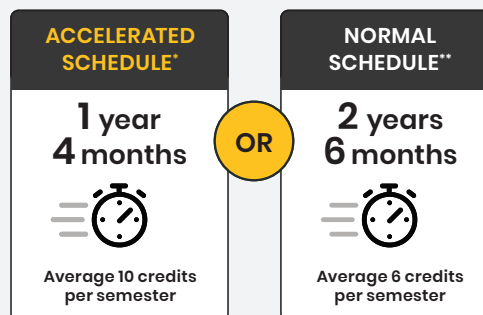 ACCELERATED
SCHEDULE*
1 year
4 months
Average 10 credits
per semester
OR
NORMAL
SCHEDULE**
2 years
6 months
Average 6 credits
per semester